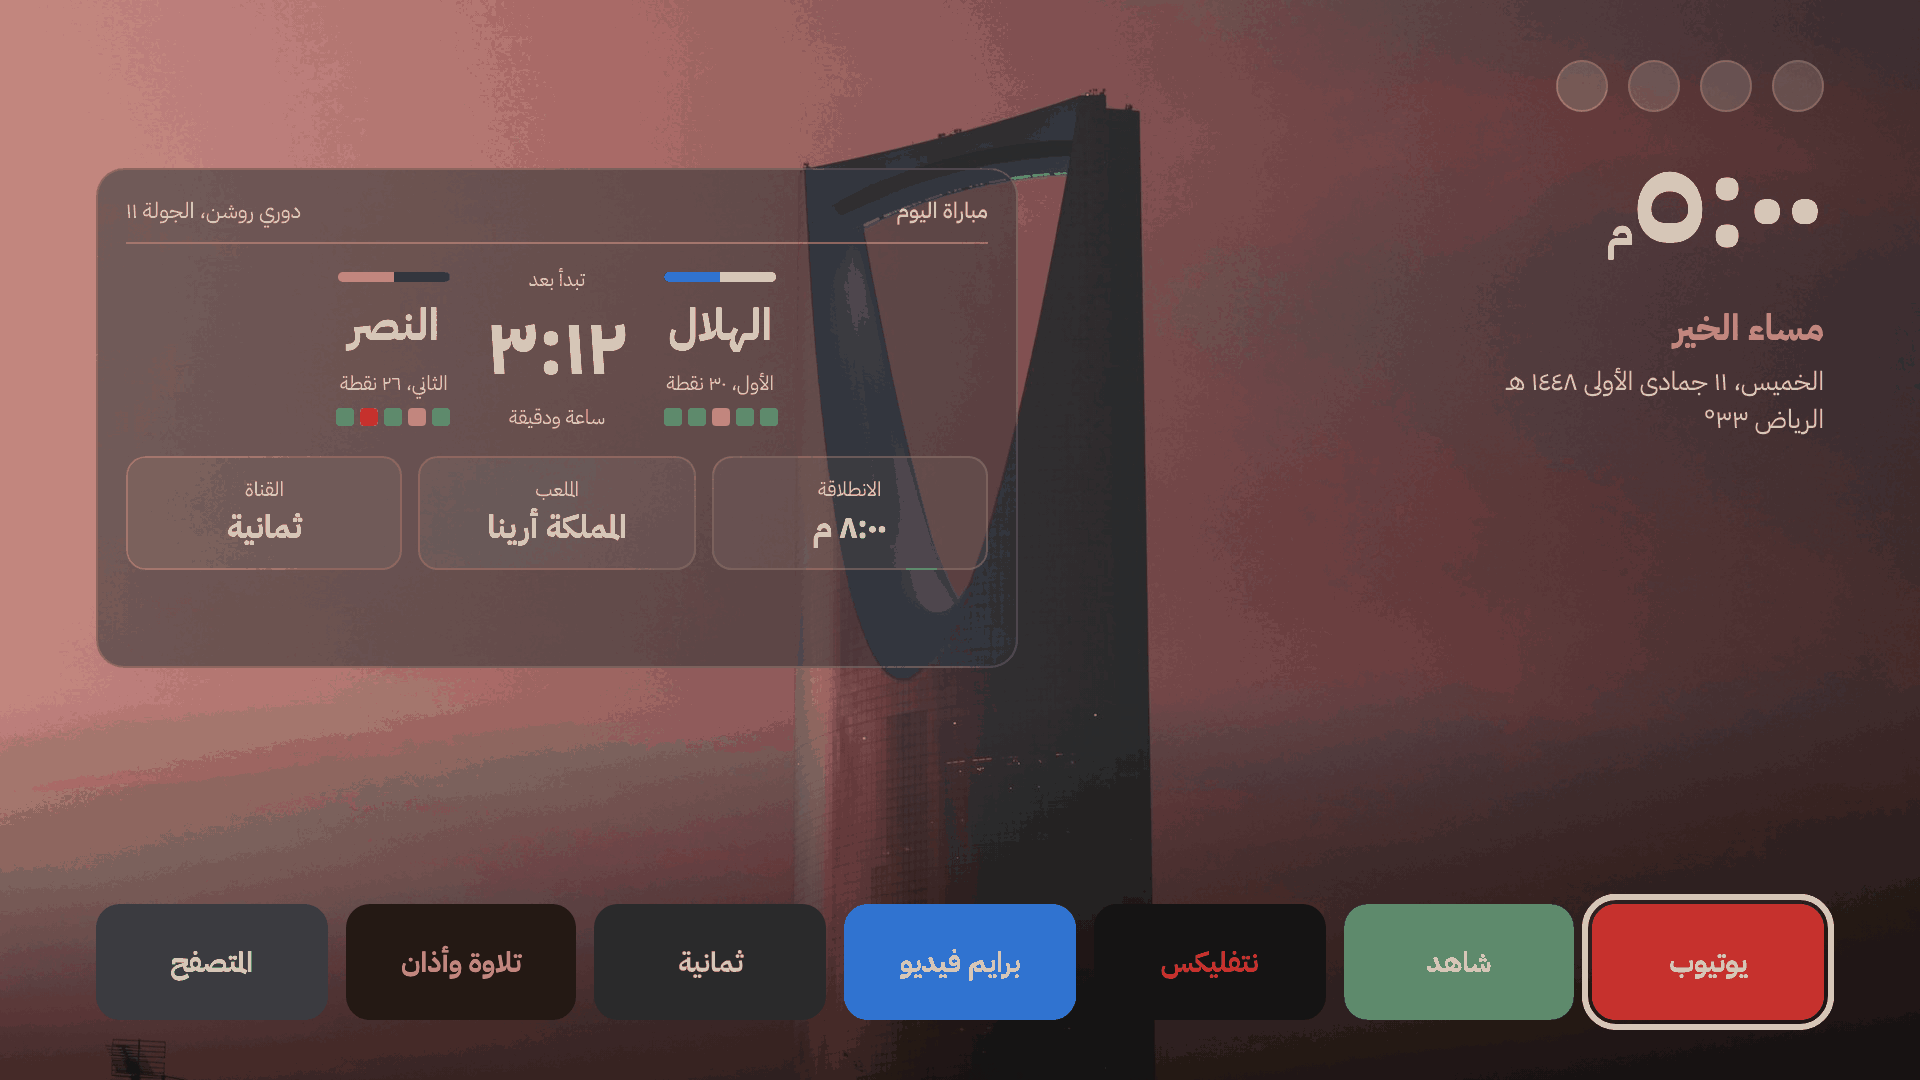 ٥:٠٠ م
مساء الخير
الخميس، ١١ جمادى الأولى ١٤٤٨ هـ
الرياض ٣٣°
مباراة اليوم
دوري روشن، الجولة ١١
الهلال
الأول، ٣٠ نقطة
تبدأ بعد
٣:١٢
ساعة ودقيقة
النصر
الثاني، ٢٦ نقطة
الانطلاقة
٨:٠٠ م
الملعب
المملكة أرينا
القناة
ثمانية
يوتيوب
شاهد
نتفليكس
برايم فيديو
ثمانية
تلاوة وأذان
المتصفح